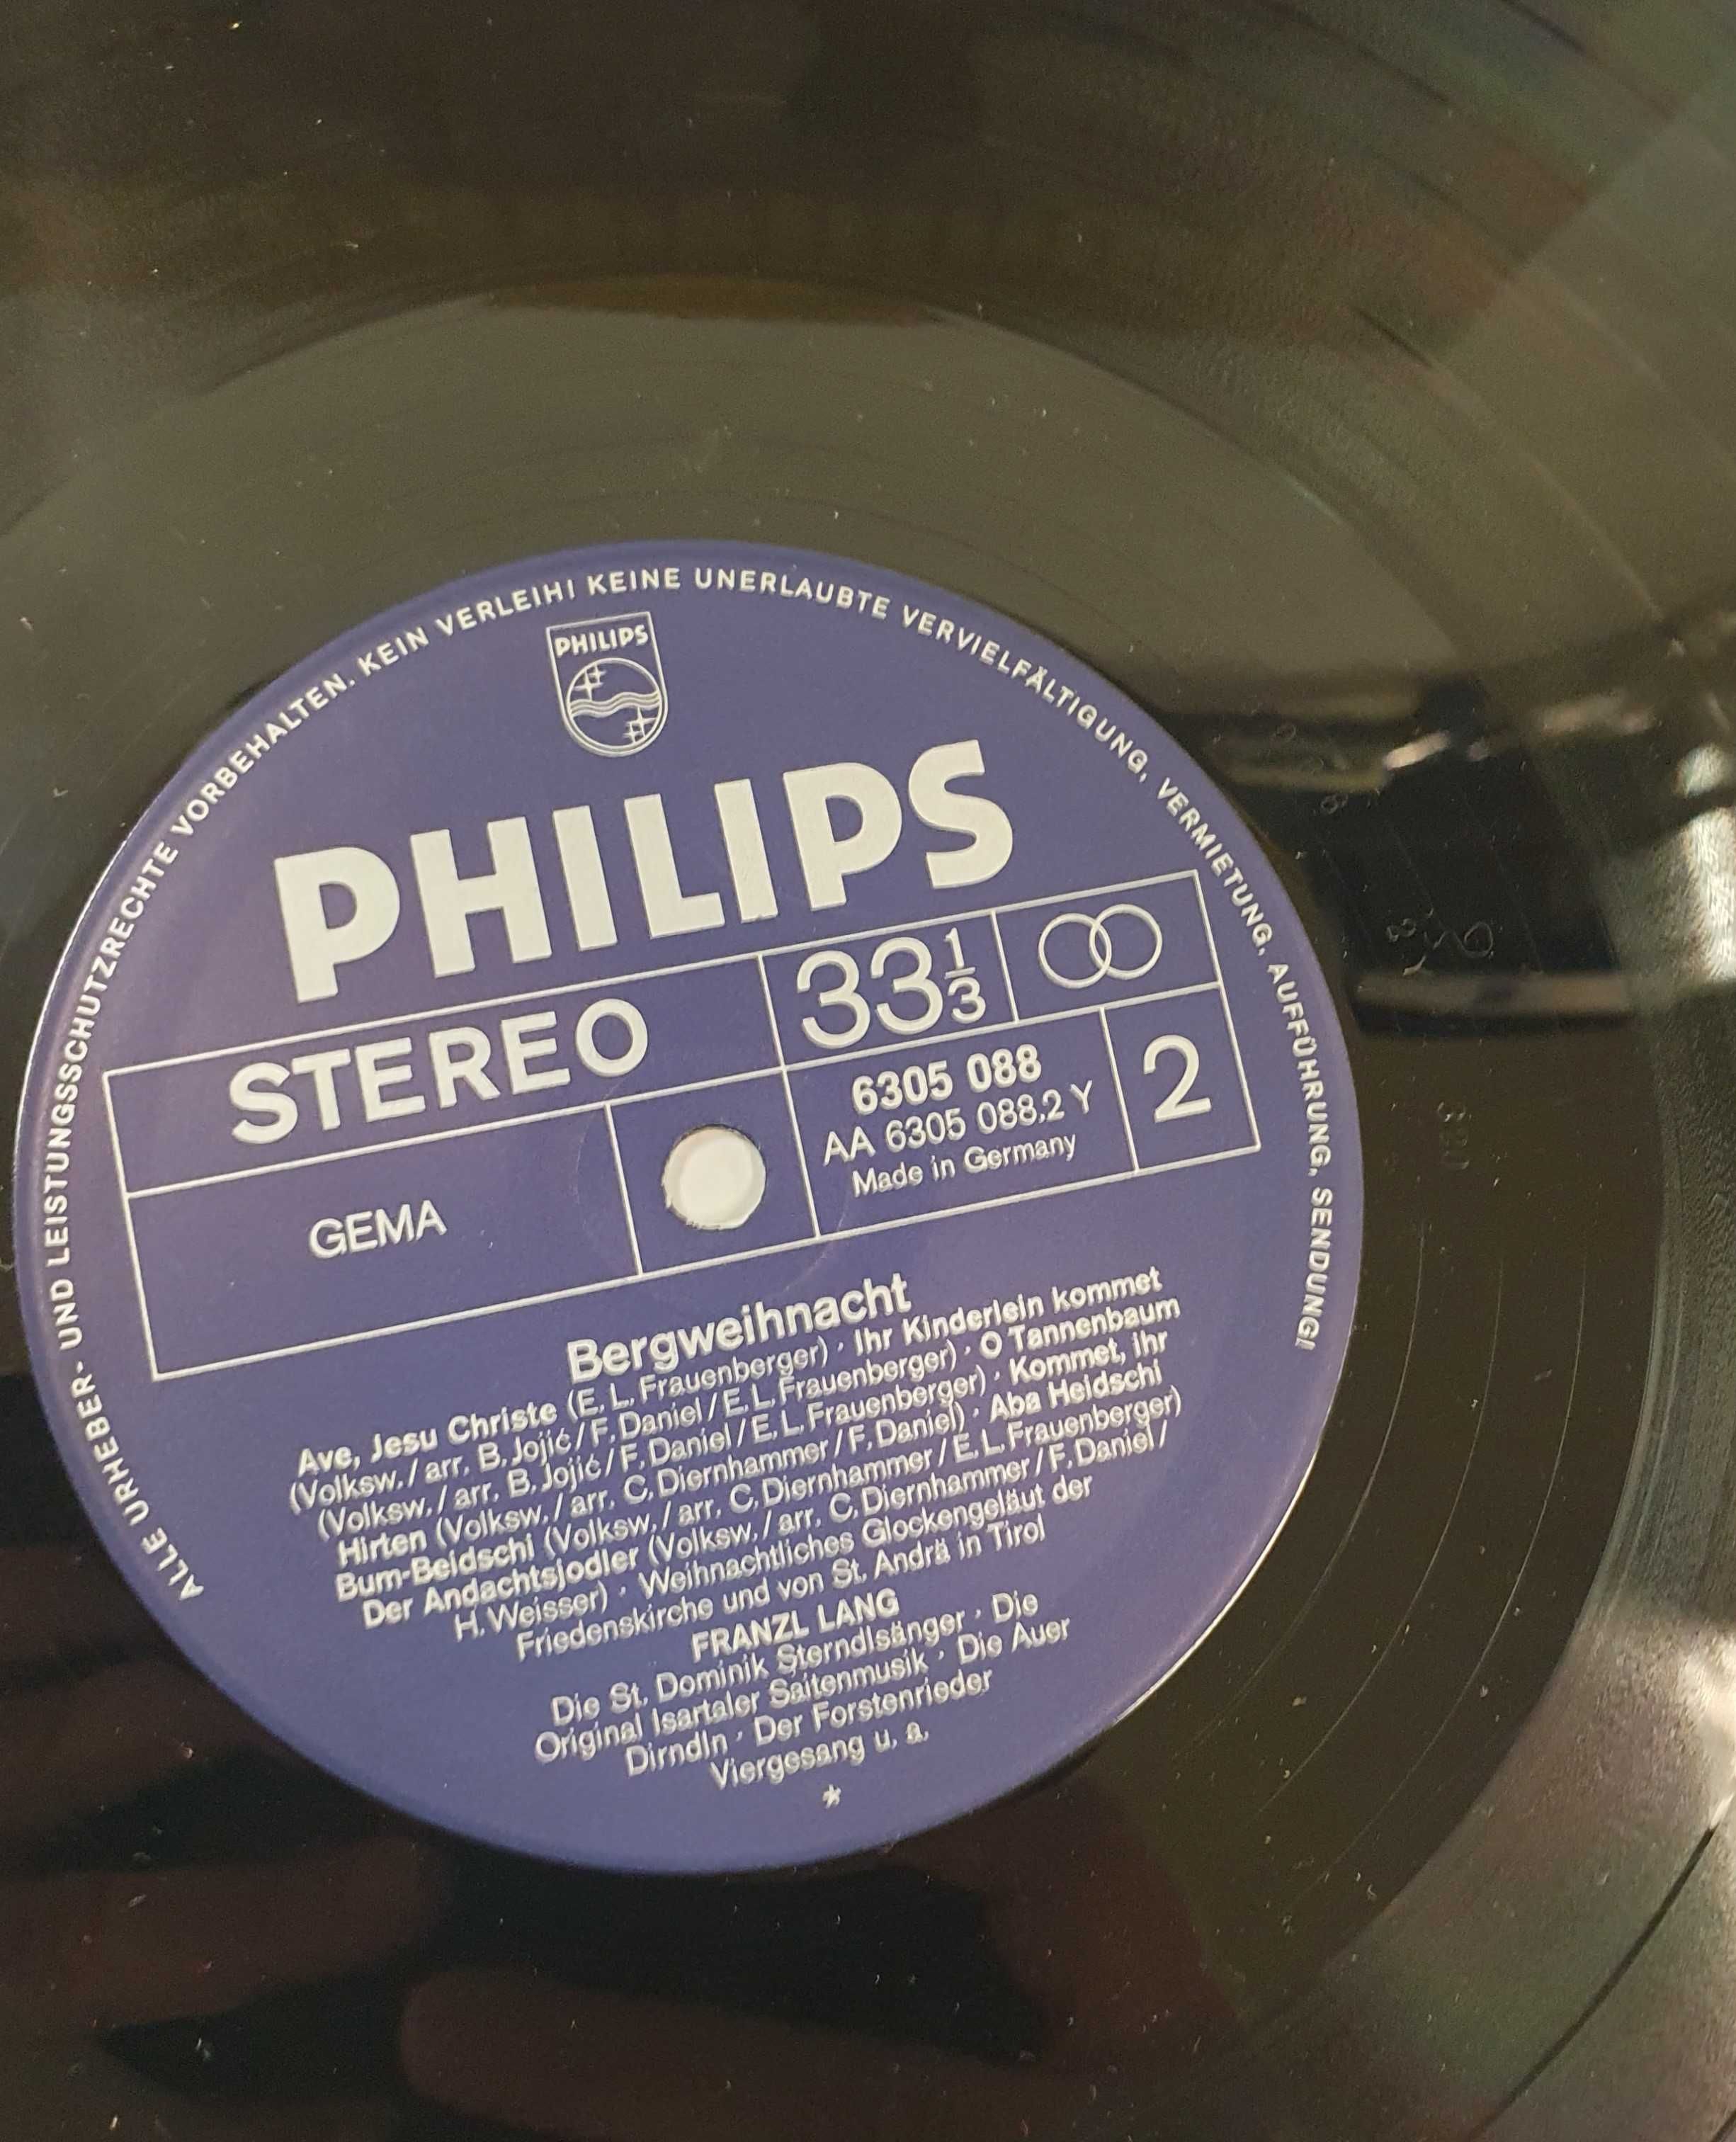 ALLE URHEBER- UND LEISTUNGSSCHUTZRECHTE VORBEHALTEN. KEIN VERLEIH! KEINE UNERLAUBTE VERVIELFÄLTIGUNG, VERMIETUNG, AUFFÜHRUNG, SENDUNG!
PHILIPS
PHILIPS
STEREO
33 1/3
GEMA
6305 088
AA 6305 088.2 Y
Made in Germany
2
Bergweihnacht
Ave, Jesu Christe (E. L. Frauenberger) · Ihr Kinderlein kommet
(Volksw. / arr. B. Jojić / F. Daniel / E. L. Frauenberger) · O Tannenbaum
(Volksw. / arr. B. Jojić / F. Daniel / E. L. Frauenberger) · Kommet, ihr
Hirten (Volksw. / arr. C. Diernhammer / F. Daniel) · Aba Heidschi
Bum-Beidschi (Volksw. / arr. C. Diernhammer / E. L. Frauenberger)
Der Andachtsjodler (Volksw. / arr. C. Diernhammer / F. Daniel /
H. Weisser) · Weihnachtliches Glockengeläut der
Friedenskirche und von St. Andrä in Tirol
FRANZL LANG
Die St. Dominik Sterndlsänger · Die
Original Isartaler Saitenmusik · Die Auer
Dirndln · Der Forstenrieder
Viergesang u. a.
*